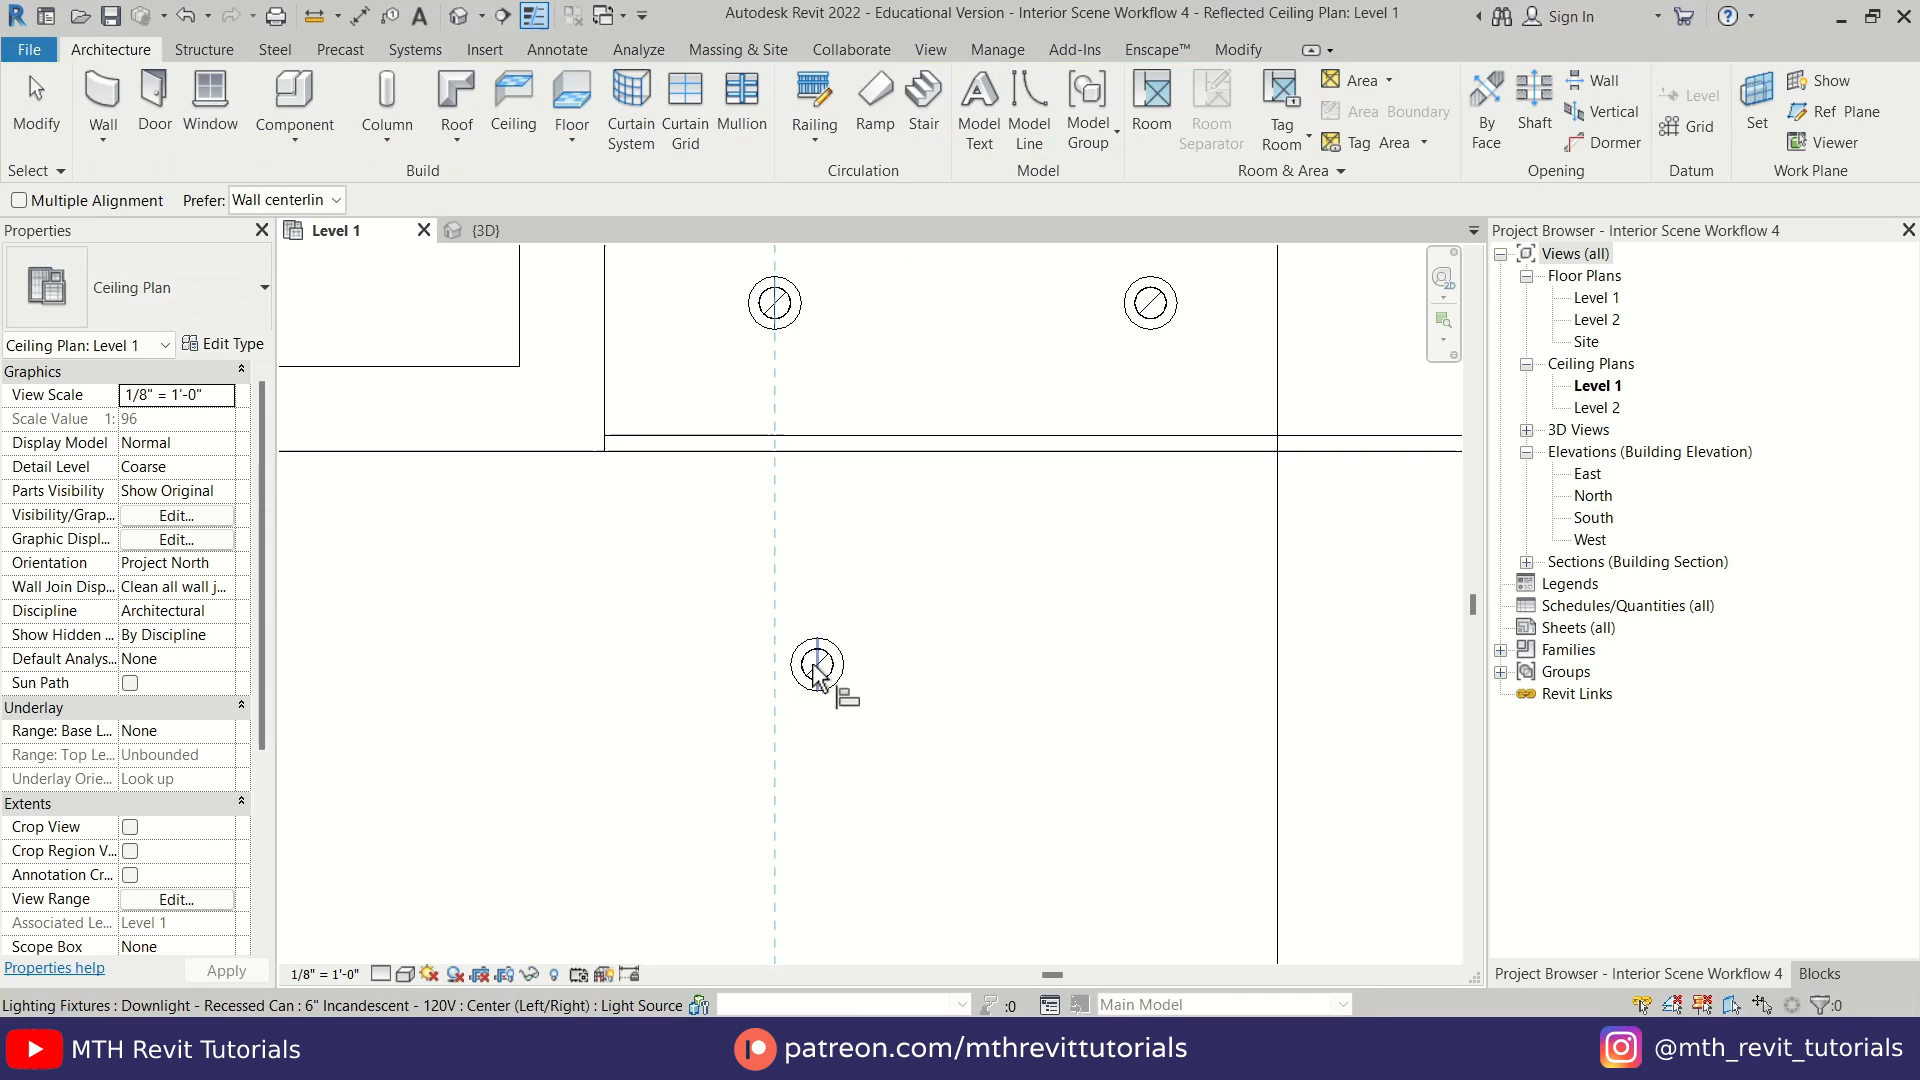 Autodesk Revit 2022 - Educational Version - Interior Scene Workflow 4 - Reflected Ceiling Plan: Level 1
Sign In
File Architecture Structure Steel Precast Systems Insert Annotate Analyze Massing & Site Collaborate View Manage Add-Ins Enscape™ Modify
Modify Wall Door Window Component Column Roof Ceiling Floor Curtain System Curtain Grid Mullion Railing Ramp Stair Model Text Model Line Model Group Room Room Separator Tag Room Area Area Boundary Tag Area By Face Shaft Wall Vertical Dormer Level Grid Set Show Ref Plane Viewer
Select Build Circulation Model Room & Area Opening Datum Work Plane
Multiple Alignment Prefer: Wall centerlin
Properties
Level 1
{3D}
Ceiling Plan
Ceiling Plan: Level 1 Edit Type
Graphics
View Scale 1/8" = 1'-0"
Scale Value 1: 96
Display Model Normal
Detail Level Coarse
Parts Visibility Show Original
Visibility/Grap... Edit...
Graphic Displ... Edit...
Orientation Project North
Wall Join Disp... Clean all wall j...
Discipline Architectural
Show Hidden ... By Discipline
Default Analys... None
Sun Path
Underlay
Range: Base L... None
Range: Top Le... Unbounded
Underlay Orie... Look up
Extents
Crop View
Crop Region V...
Annotation Cr...
View Range Edit...
Associated Le... Level 1
Scope Box None
Properties help Apply
2D
1/8" = 1'-0"
Project Browser - Interior Scene Workflow 4
Views (all)
Floor Plans
Level 1
Level 2
Site
Ceiling Plans
Level 1
Level 2
3D Views
Elevations (Building Elevation)
East
North
South
West
Sections (Building Section)
Legends
Schedules/Quantities (all)
Sheets (all)
Families
Groups
Revit Links
Project Browser - Interior Scene Workflow 4 Blocks
Lighting Fixtures : Downlight - Recessed Can : 6" Incandescent - 120V : Center (Left/Right) : Light Source
:0 Main Model :0
MTH Revit Tutorials patreon.com/mthrevittutorials @mth_revit_tutorials